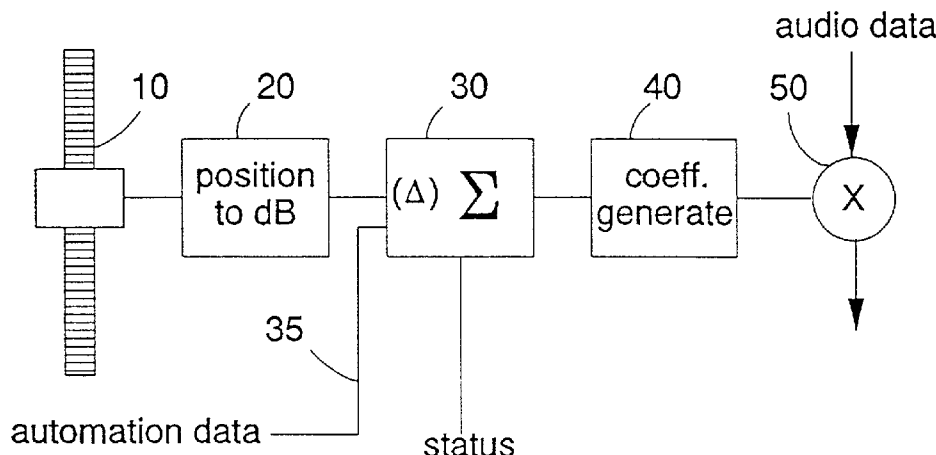 audio data
10
20
30
40
50
position
to dB
(Δ) Σ
coeff.
generate
X
35
automation data
status